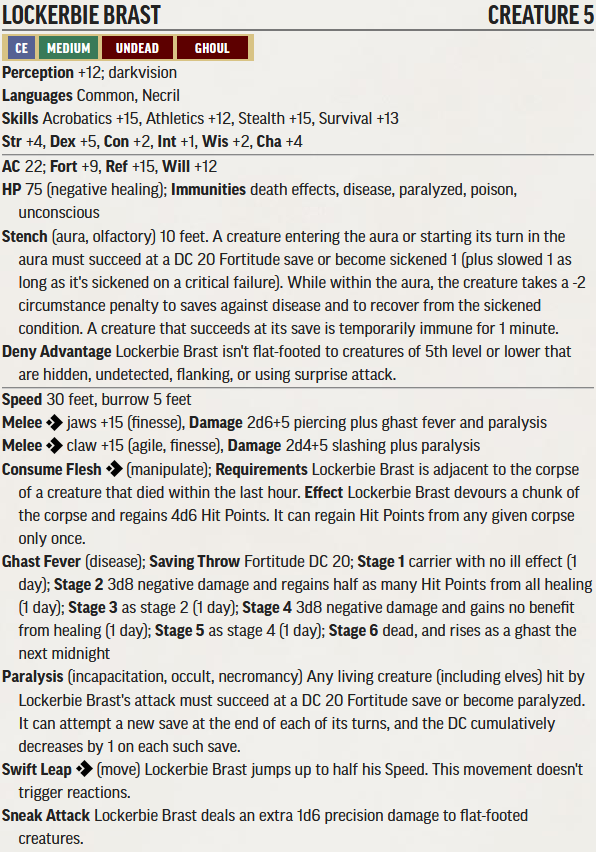 LOCKERBIE BRAST CREATURE 5
CE MEDIUM UNDEAD GHOUL
Perception +12; darkvision
Languages Common, Necril
Skills Acrobatics +15, Athletics +12, Stealth +15, Survival +13
Str +4, Dex +5, Con +2, Int +1, Wis +2, Cha +4
AC 22; Fort +9, Ref +15, Will +12
HP 75 (negative healing); Immunities death effects, disease, paralyzed, poison,
unconscious
Stench (aura, olfactory) 10 feet. A creature entering the aura or starting its turn in the
aura must succeed at a DC 20 Fortitude save or become sickened 1 (plus slowed 1 as
long as it's sickened on a critical failure). While within the aura, the creature takes a -2
circumstance penalty to saves against disease and to recover from the sickened
condition. A creature that succeeds at its save is temporarily immune for 1 minute.
Deny Advantage Lockerbie Brast isn't flat-footed to creatures of 5th level or lower that
are hidden, undetected, flanking, or using surprise attack.
Speed 30 feet, burrow 5 feet
Melee jaws +15 (finesse), Damage 2d6+5 piercing plus ghast fever and paralysis
Melee claw +15 (agile, finesse), Damage 2d4+5 slashing plus paralysis
Consume Flesh (manipulate); Requirements Lockerbie Brast is adjacent to the corpse
of a creature that died within the last hour. Effect Lockerbie Brast devours a chunk of
the corpse and regains 4d6 Hit Points. It can regain Hit Points from any given corpse
only once.
Ghast Fever (disease); Saving Throw Fortitude DC 20; Stage 1 carrier with no ill effect (1
day); Stage 2 3d8 negative damage and regains half as many Hit Points from all healing
(1 day); Stage 3 as stage 2 (1 day); Stage 4 3d8 negative damage and gains no benefit
from healing (1 day); Stage 5 as stage 4 (1 day); Stage 6 dead, and rises as a ghast the
next midnight
Paralysis (incapacitation, occult, necromancy) Any living creature (including elves) hit by
Lockerbie Brast's attack must succeed at a DC 20 Fortitude save or become paralyzed.
It can attempt a new save at the end of each of its turns, and the DC cumulatively
decreases by 1 on each such save.
Swift Leap (move) Lockerbie Brast jumps up to half his Speed. This movement doesn't
trigger reactions.
Sneak Attack Lockerbie Brast deals an extra 1d6 precision damage to flat-footed
creatures.